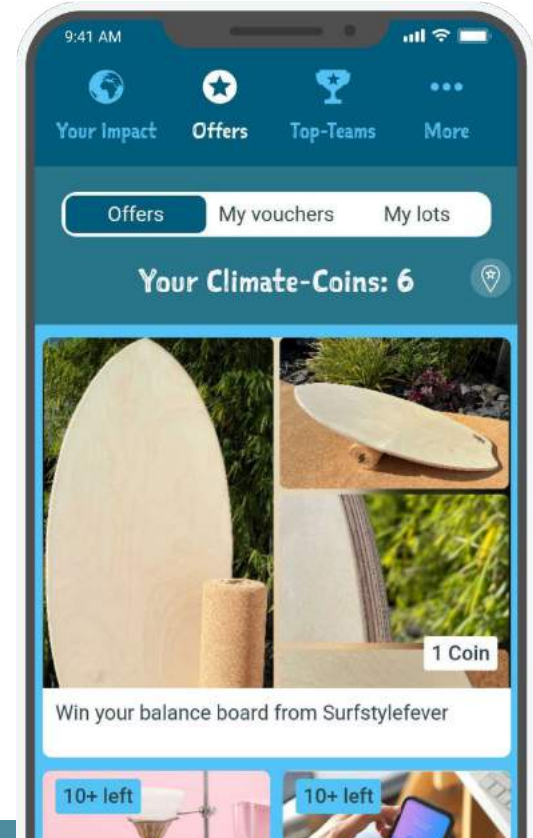 9:41 AM
Your Impact Offers Top-Teams More
Offers My vouchers My lots
Your Climate-Coins: 6
1 Coin
Win your balance board from Surfstylefever
10+ left 10+ left